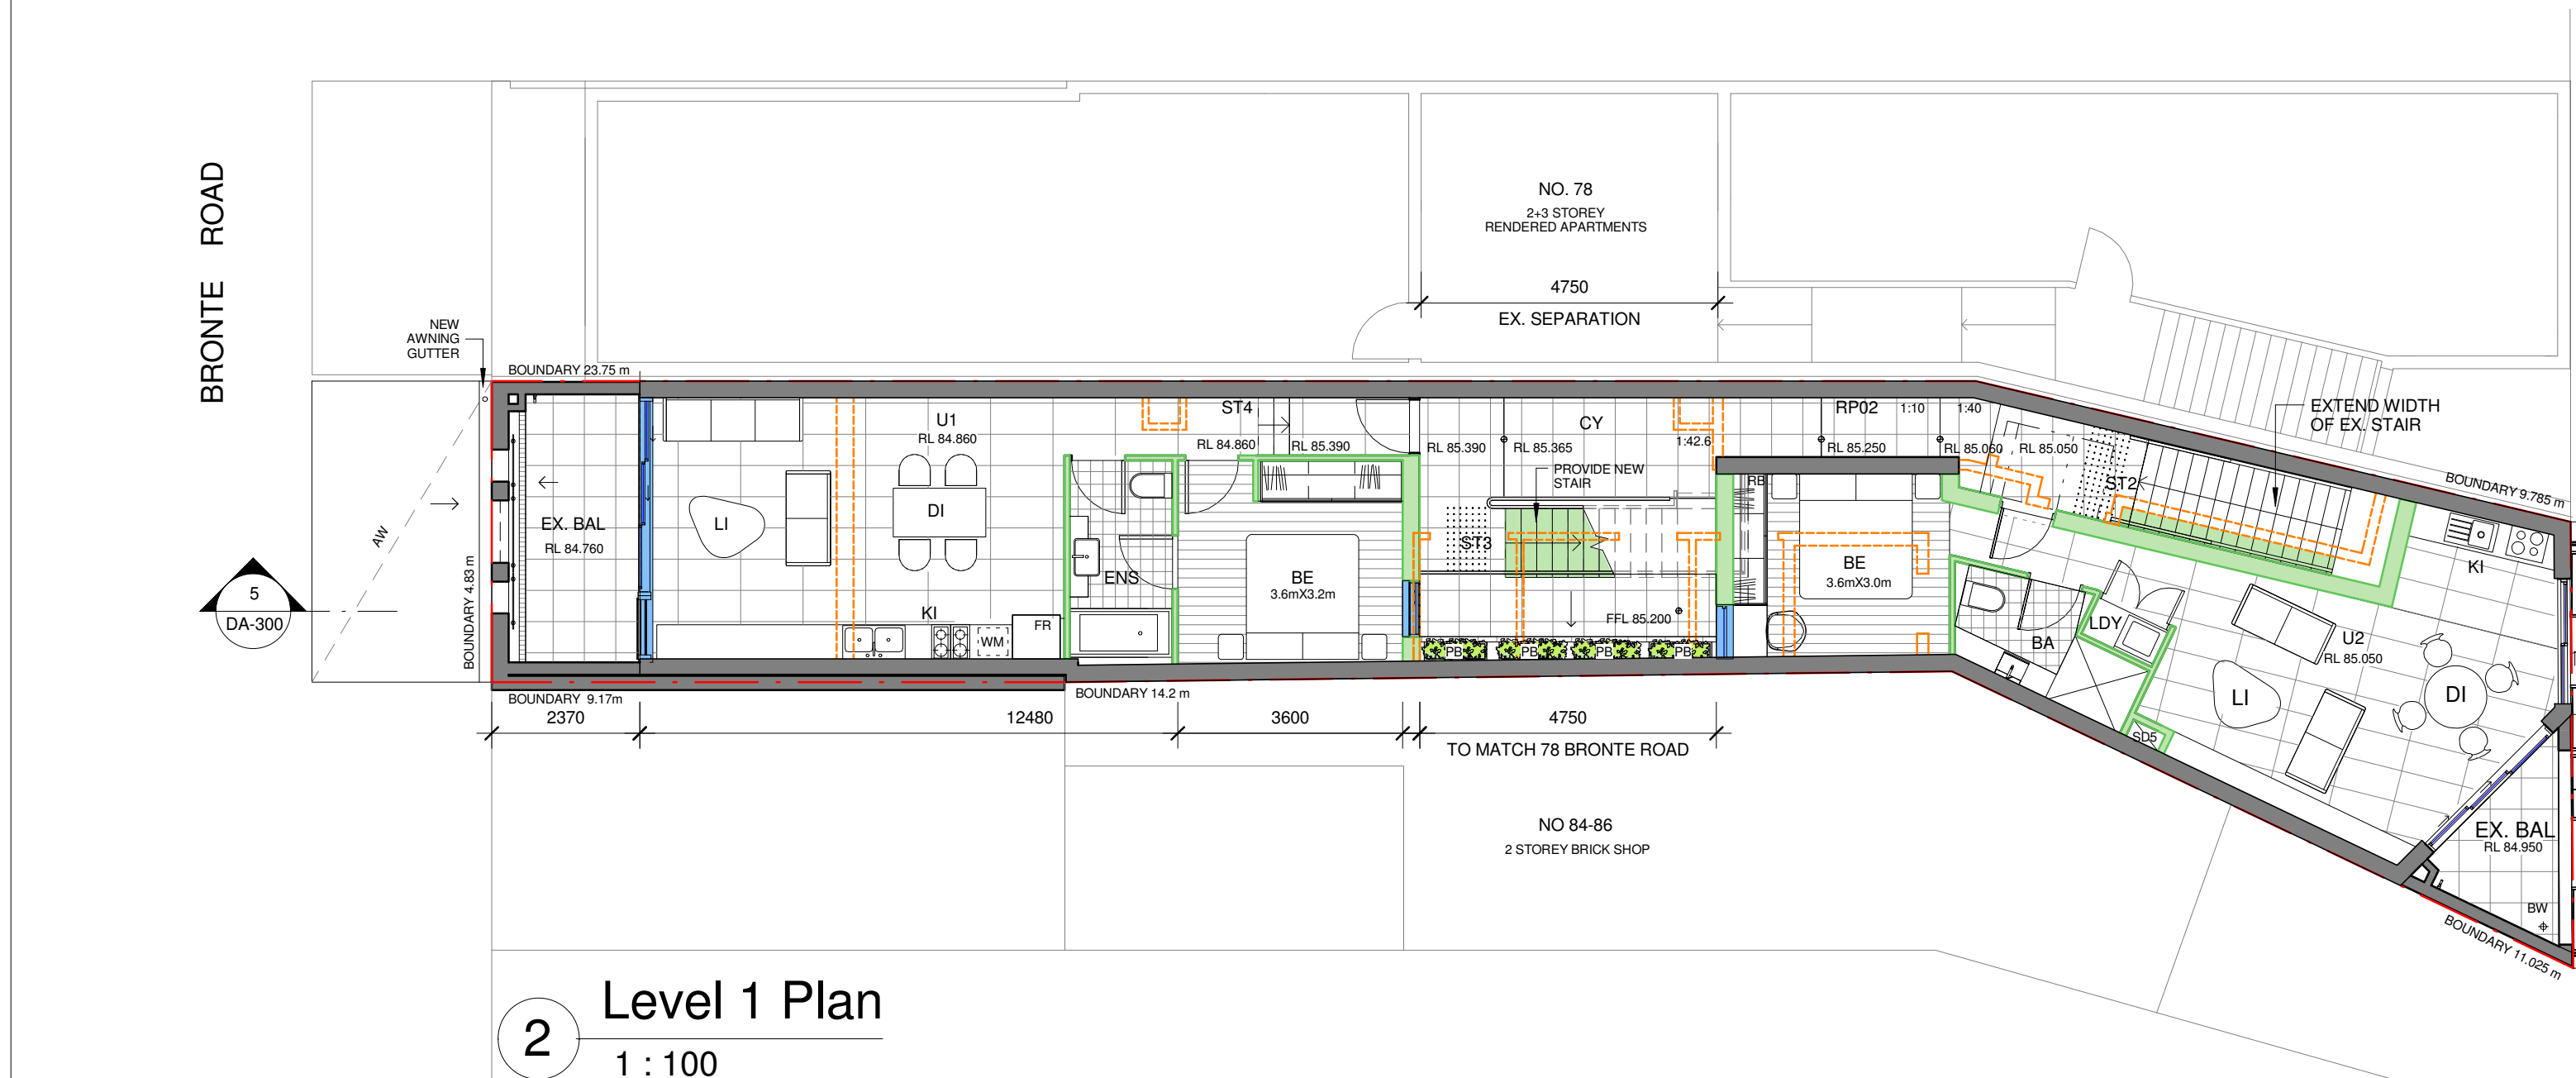 BRONTE ROAD
NO. 78
2+3 STOREY
RENDERED APARTMENTS
4750
EX. SEPARATION
NEW
AWNING
GUTTER
BOUNDARY 23.75 m
AW
BOUNDARY 4.83 m
5
DA-300
EX. BAL
RL 84.760
U1
RL 84.860
LI
DI
KI
WM
FR
ENS
ST4
RL 84.860
RL 85.390
BE
3.6mX3.2m
CY
RL 85.390
RL 85.365
1:42.6
PROVIDE NEW
STAIR
ST3
FFL 85.200
PB
PB
PB
PB
RB
RP02
1:10
1:40
RL 85.250
RL 85.060
RL 85.050
BE
3.6mX3.0m
ST2
EXTEND WIDTH
OF EX. STAIR
BOUNDARY 9.785 m
KI
BA
LDY
SD5
U2
RL 85.050
LI
DI
EX. BAL
RL 84.950
BW
BOUNDARY 11.025 m
BOUNDARY 9.17m
BOUNDARY 14.2 m
2370
12480
3600
4750
TO MATCH 78 BRONTE ROAD
NO 84-86
2 STOREY BRICK SHOP
2
Level 1 Plan
1 : 100